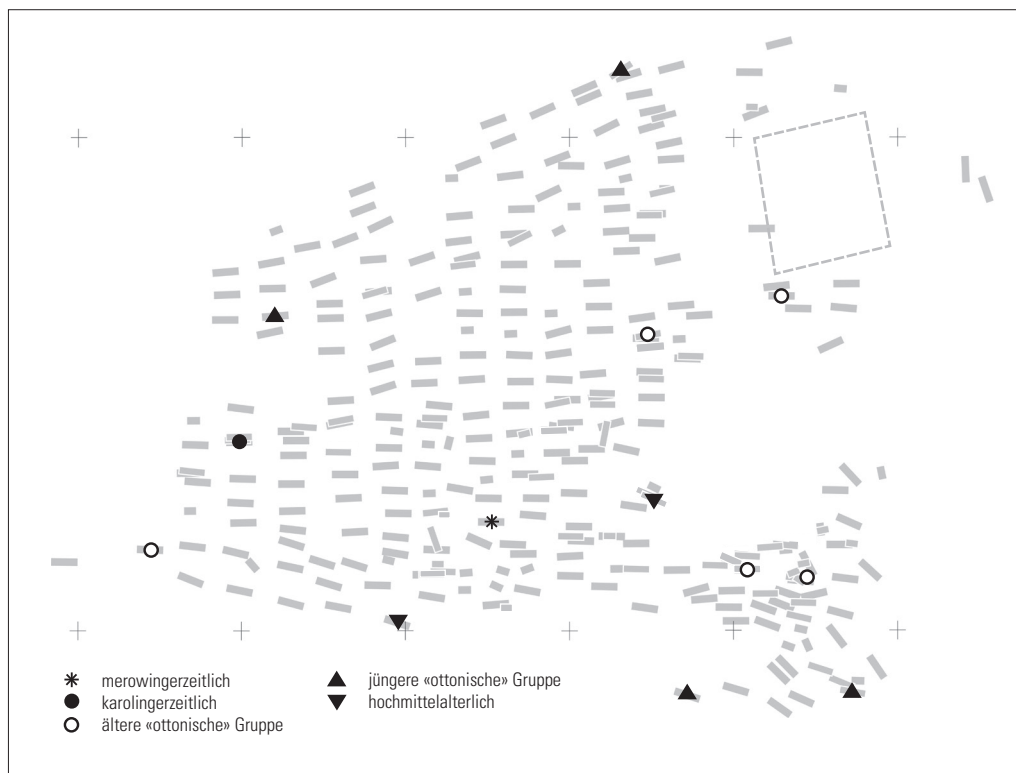 merowingerzeitlich
karolingerzeitlich
ältere «ottonische» Gruppe
jüngere «ottonische» Gruppe
hochmittelalterlich